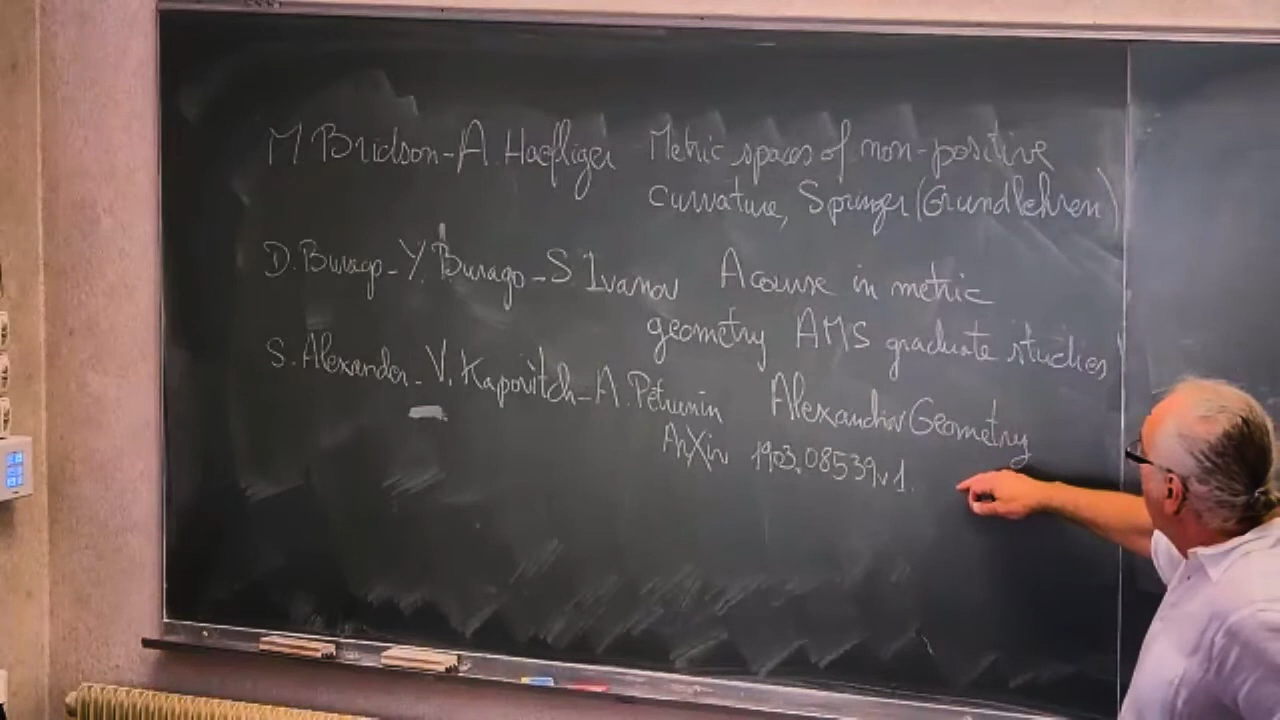 M Bridson-A. Haefliger Metric spaces of non-positive
curvature, Springer (Grundlehren)
D. Burago-Y. Burago-S Ivanov A course in metric
geometry AMS graduate studies
S. Alexander-V. Kapovitch-A. Petrunin Alexandrov Geometry
ArXiv 1903.08539v1.